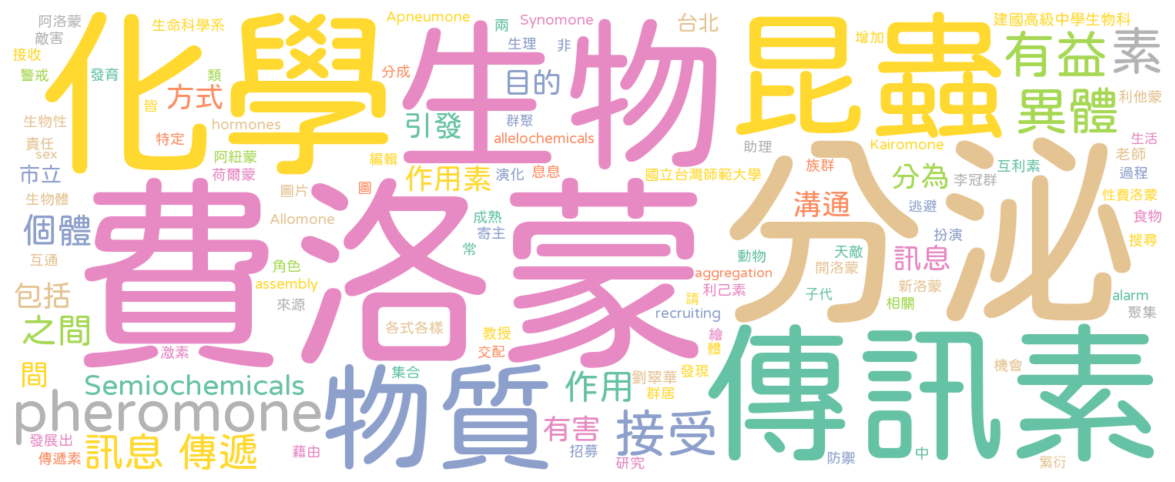 阿洛蒙
生命科學系
Apneumone
兩
Synomone
台北
建國高級中學生物科
敵害
接收
化學
生物
昆蟲
生理
非
增加
有益
素
警戒
發育
類
分成
目的
方式
皆
利他蒙
異體
生物性
特定
hormones
引發
群聚
allelochemicals
Kairomone
助理
生活
責任
sex
阿紐蒙
編輯
老師
市立
荷爾蒙
作用素
演化
息息
國立台灣師範大學
族群
互利素
過程
生物體
圖片
圖
分為
李冠群
性費洛蒙
費洛蒙
分泌
溝通
逃避
食物
個體
Allomone
成熟
寄主
扮演
搜尋
互通
常
動物
天敵
訊息
角色
aggregation
開洛蒙
包括
assembly
利己素
子代
新洛蒙
alarm
來源
請
相關
聚集
之間
各式各樣
教授
recruiting
繪
激素
交配
體
傳訊素
間
Semiochemicals
集合
作用
劉翠華
發現
機會
物質
群居
pheromone
有害
接受
發展出
訊息 傳遞
傳遞素
藉由
招募
研究
防禦
中
繁衍